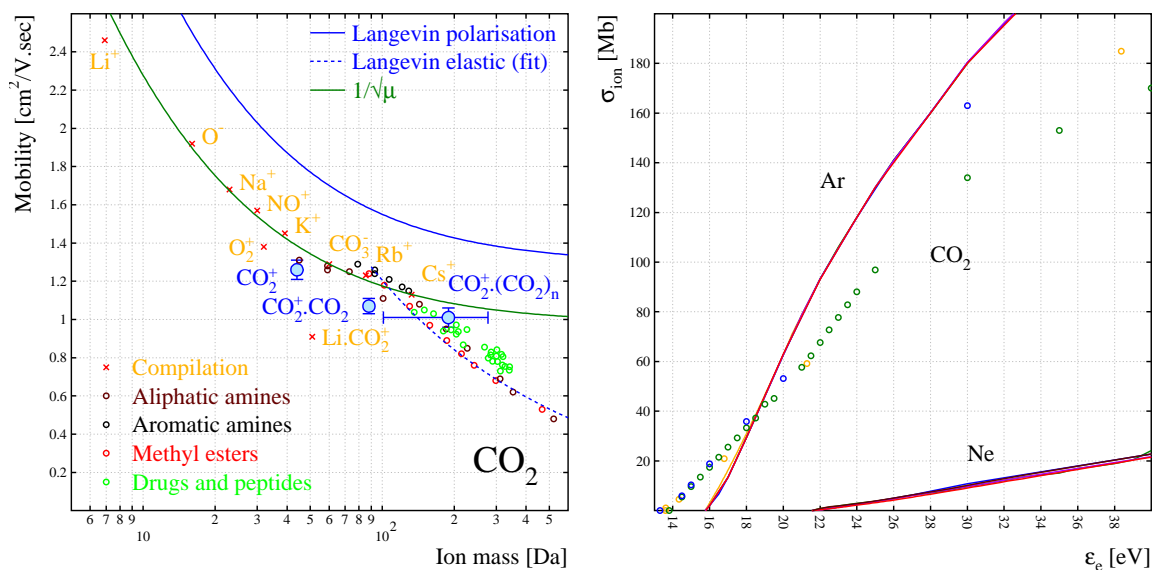 Mobility [cm²/V.sec]
2.4
2.2
2
1.8
1.6
1.4
1.2
1
0.8
0.6
0.4
0.2
Langevin polarisation
Langevin elastic (fit)
1/√μ
Li⁺
O⁻
Na⁺
NO⁺
K⁺
O₂⁺
CO₃⁻
Rb⁺
Cs⁺
CO₂⁺
CO₂⁺.CO₂
CO₂⁺.(CO₂)ₙ
Li.CO₂⁺
Compilation
Aliphatic amines
Aromatic amines
Methyl esters
Drugs and peptides
CO₂
6 7 8 9 10 2 3 4 5 6 7 8 9 10² 2 3 4 5 6
Ion mass [Da]
σ_ion [Mb]
180
160
140
120
100
80
60
40
20
Ar
CO₂
Ne
14 16 18 20 22 24 26 28 30 32 34 36 38
ε_e [eV]